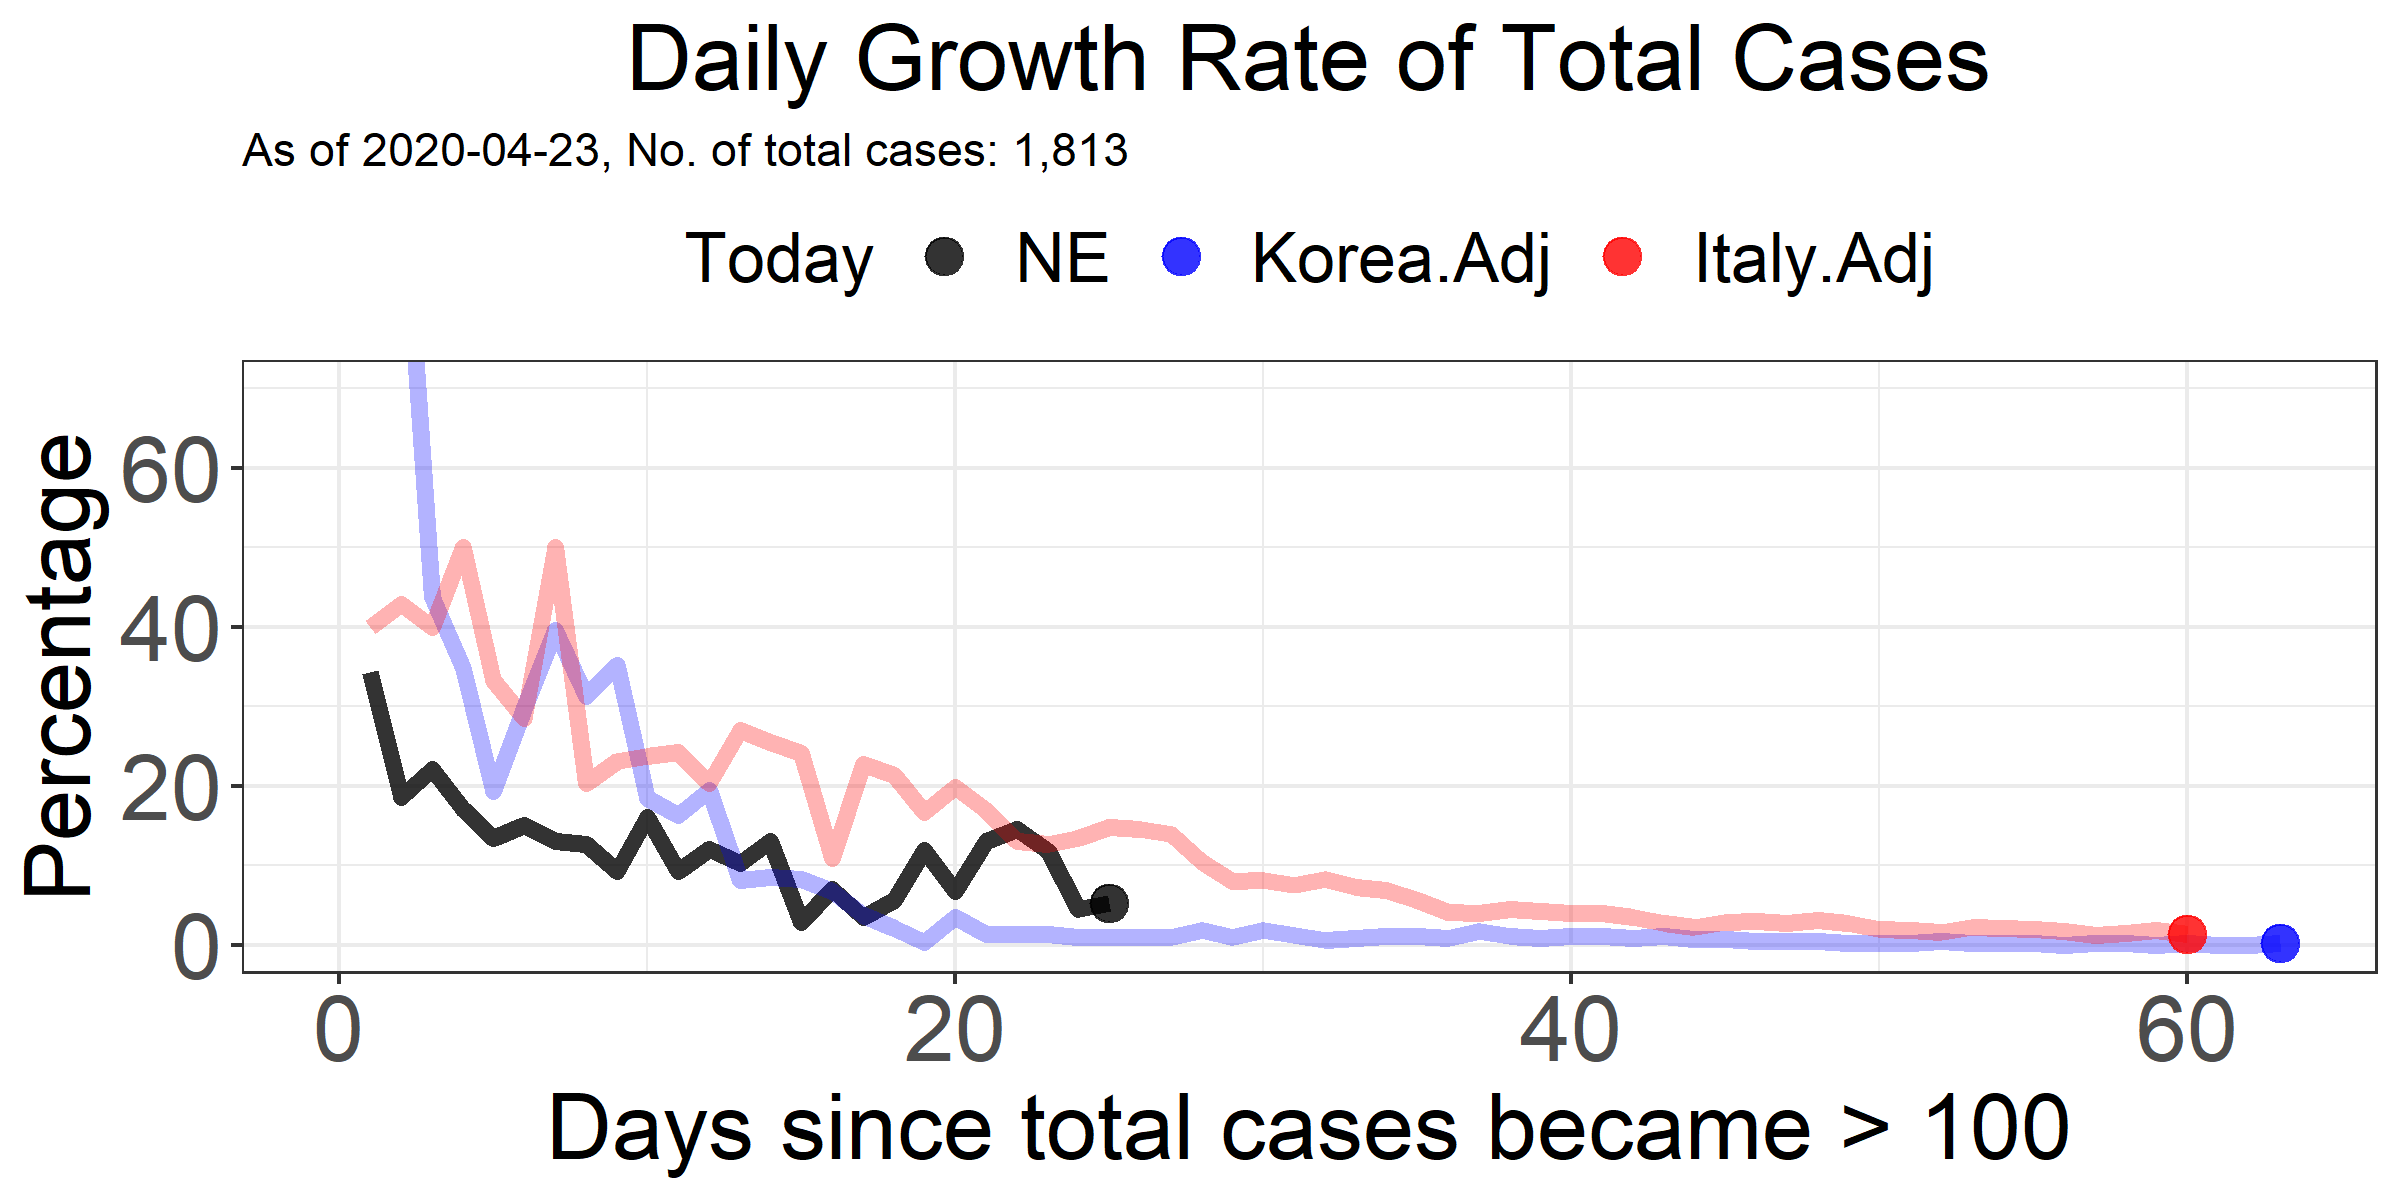 Daily Growth Rate of Total Cases
As of 2020-04-23, No. of total cases: 1,813
Today NE Korea.Adj Italy.Adj
Percentage
60
40
20
0
0 20 40 60
Days since total cases became > 100